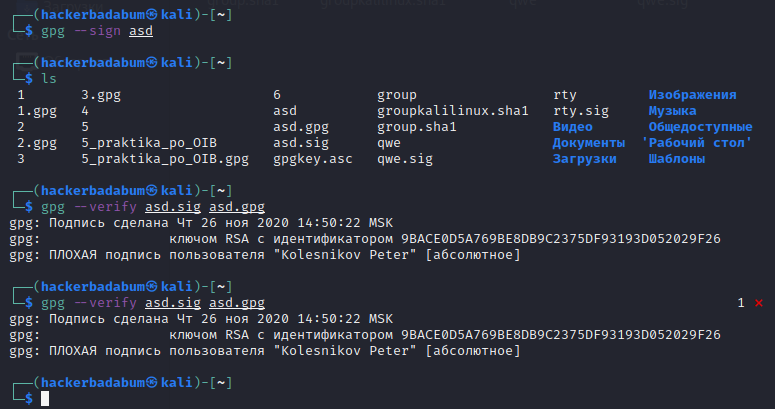 (hackerbadabum㉿kali)-[~]
$ gpg --sign asd
(hackerbadabum㉿kali)-[~]
$ ls
1 3.gpg 6 group rty Изображения
1.gpg 4 asd groupkalilinux.sha1 rty.sig Музыка
2 5 asd.gpg group.sha1 Видео Общедоступные
2.gpg 5_praktika_po_OIB asd.sig qwe Документы 'Рабочий стол'
3 5_praktika_po_OIB.gpg gpgkey.asc qwe.sig Загрузки Шаблоны
(hackerbadabum㉿kali)-[~]
$ gpg --verify asd.sig asd.gpg
gpg: Подпись сделана Чт 26 ноя 2020 14:50:22 MSK
gpg: ключом RSA с идентификатором 9BACE0D5A769BE8DB9C2375DF93193D052029F26
gpg: ПЛОХАЯ подпись пользователя "Kolesnikov Peter" [абсолютное]
(hackerbadabum㉿kali)-[~]
$ gpg --verify asd.sig asd.gpg 1 ⨯
gpg: Подпись сделана Чт 26 ноя 2020 14:50:22 MSK
gpg: ключом RSA с идентификатором 9BACE0D5A769BE8DB9C2375DF93193D052029F26
gpg: ПЛОХАЯ подпись пользователя "Kolesnikov Peter" [абсолютное]
(hackerbadabum㉿kali)-[~]
$